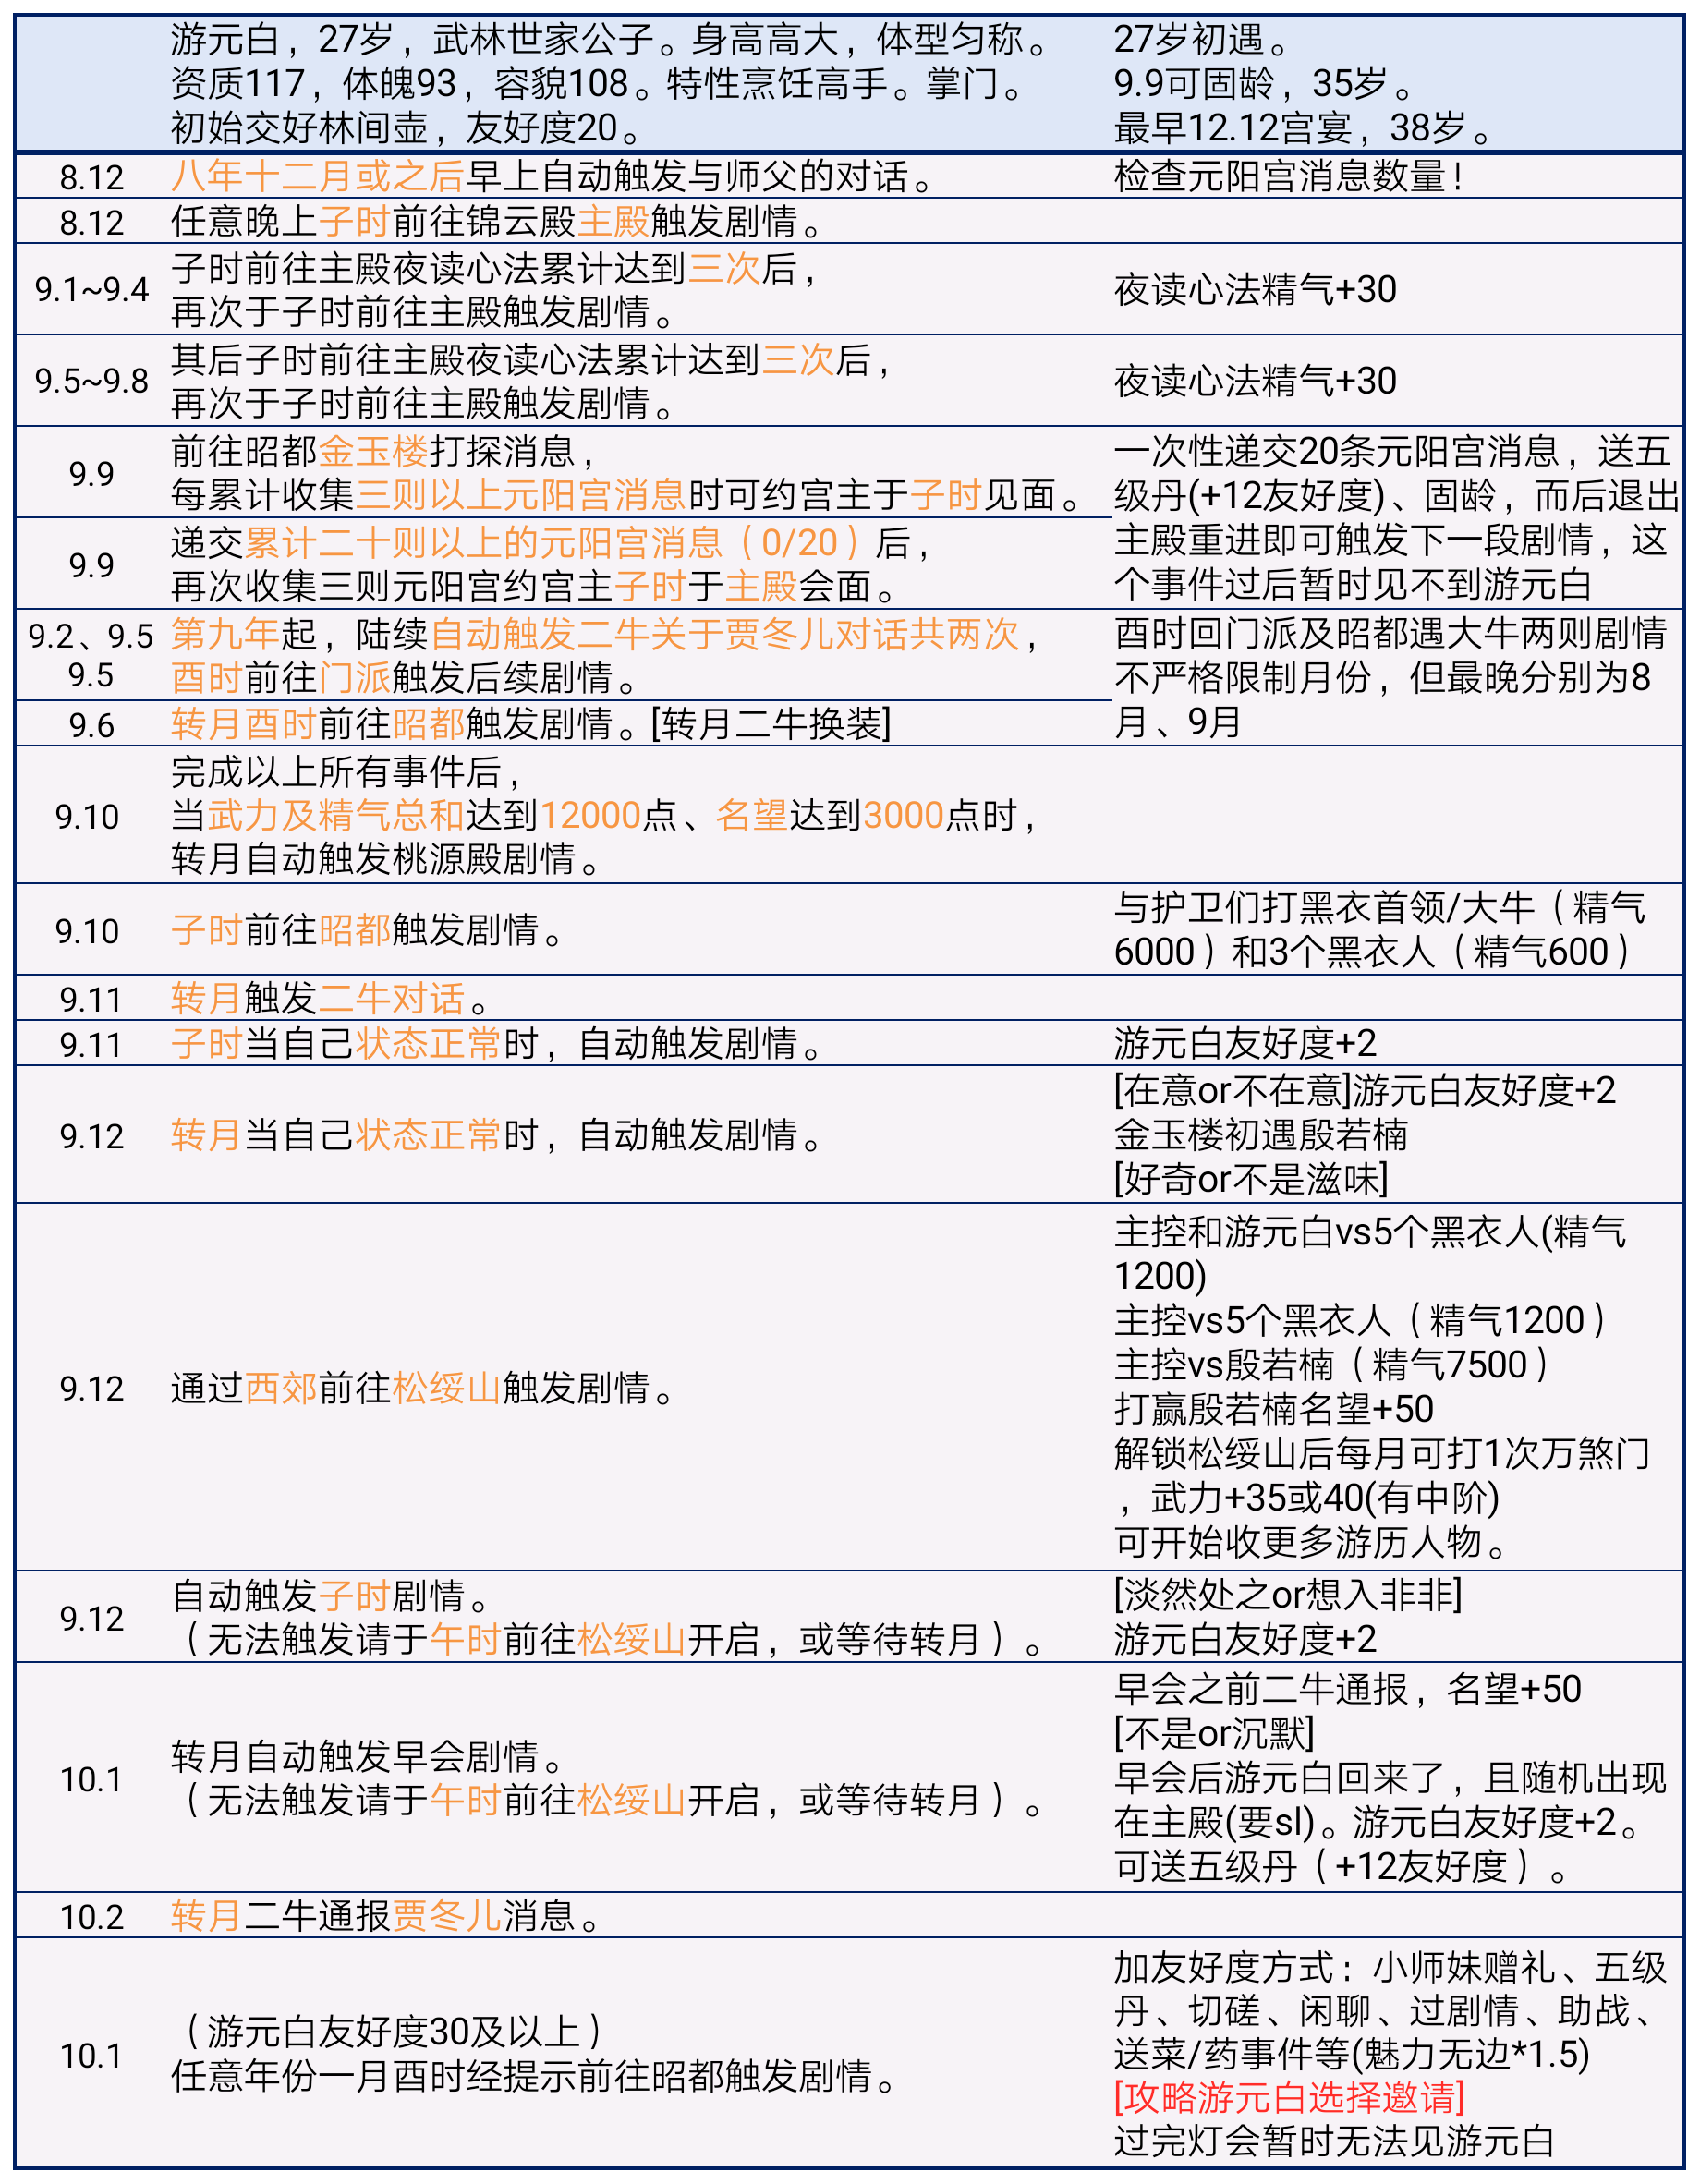 游元白，27岁，武林世家公子。身高高大，体型匀称。
资质117，体魄93，容貌108。特性烹饪高手。掌门。
初始交好林间壶，友好度20。
27岁初遇。
9.9可固龄，35岁。
最早12.12宫宴，38岁。
8.12
八年十二月或之后早上自动触发与师父的对话。
检查元阳宫消息数量！
8.12
任意晚上子时前往锦云殿主殿触发剧情。
9.1~9.4
子时前往主殿夜读心法累计达到三次后，
再次于子时前往主殿触发剧情。
夜读心法精气+30
9.5~9.8
其后子时前往主殿夜读心法累计达到三次后，
再次于子时前往主殿触发剧情。
夜读心法精气+30
9.9
前往昭都金玉楼打探消息，
每累计收集三则以上元阳宫消息时可约宫主于子时见面。
9.9
递交累计二十则以上的元阳宫消息（0/20）后，
再次收集三则元阳宫约宫主子时于主殿会面。
一次性递交20条元阳宫消息，送五
级丹(+12友好度)、固龄，而后退出
主殿重进即可触发下一段剧情，这
个事件过后暂时见不到游元白
9.2、9.5
9.5
第九年起，陆续自动触发二牛关于贾冬儿对话共两次，
酉时前往门派触发后续剧情。
9.6
转月酉时前往昭都触发剧情。[转月二牛换装]
酉时回门派及昭都遇大牛两则剧情
不严格限制月份，但最晚分别为8
月、9月
9.10
完成以上所有事件后，
当武力及精气总和达到12000点、名望达到3000点时，
转月自动触发桃源殿剧情。
9.10
子时前往昭都触发剧情。
与护卫们打黑衣首领/大牛（精气
6000）和3个黑衣人（精气600）
9.11
转月触发二牛对话。
9.11
子时当自己状态正常时，自动触发剧情。
游元白友好度+2
9.12
转月当自己状态正常时，自动触发剧情。
[在意or不在意]游元白友好度+2
金玉楼初遇殷若楠
[好奇or不是滋味]
9.12
通过西郊前往松绥山触发剧情。
主控和游元白vs5个黑衣人(精气
1200)
主控vs5个黑衣人（精气1200）
主控vs殷若楠（精气7500）
打赢殷若楠名望+50
解锁松绥山后每月可打1次万煞门
，武力+35或40(有中阶)
可开始收更多游历人物。
9.12
自动触发子时剧情。
（无法触发请于午时前往松绥山开启，或等待转月）。
[淡然处之or想入非非]
游元白友好度+2
10.1
转月自动触发早会剧情。
（无法触发请于午时前往松绥山开启，或等待转月）。
早会之前二牛通报，名望+50
[不是or沉默]
早会后游元白回来了，且随机出现
在主殿(要sl)。游元白友好度+2。
可送五级丹（+12友好度）。
10.2
转月二牛通报贾冬儿消息。
10.1
（游元白友好度30及以上）
任意年份一月酉时经提示前往昭都触发剧情。
加友好度方式：小师妹赠礼、五级
丹、切磋、闲聊、过剧情、助战、
送菜/药事件等(魅力无边*1.5)
[攻略游元白选择邀请]
过完灯会暂时无法见游元白